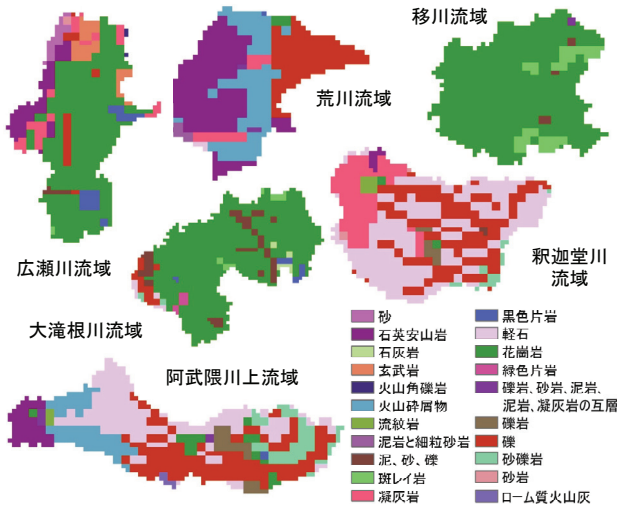 移川流域
荒川流域
広瀬川流域
釈迦堂川
流域
大滝根川流域
阿武隈川上流域
砂
石英安山岩
石灰岩
玄武岩
火山角礫岩
火山砕屑物
流紋岩
泥岩と細粒砂岩
泥、砂、礫
斑レイ岩
凝灰岩
黒色片岩
軽石
花崗岩
緑色片岩
礫岩、砂岩、泥岩、
泥岩、凝灰岩の互層
礫岩
礫
砂礫岩
砂岩
ローム質火山灰